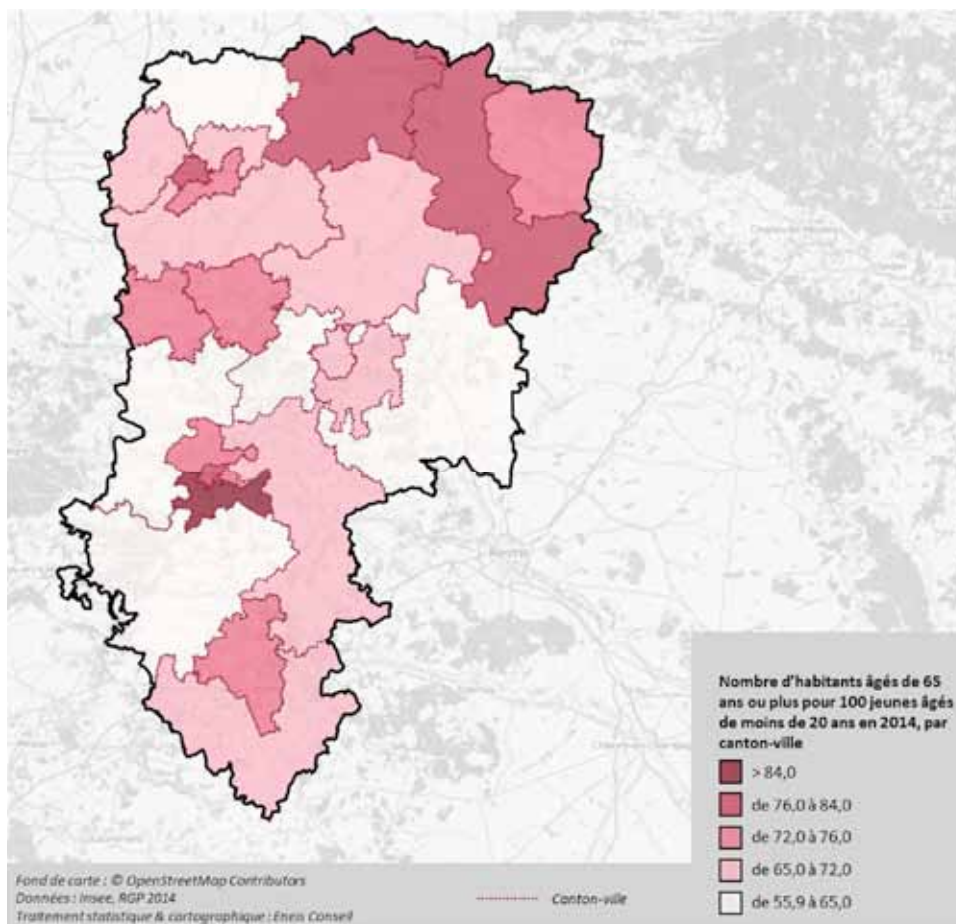 Nombre d'habitants âgés de 65
ans ou plus pour 100 jeunes âgés
de moins de 20 ans en 2014, par
canton-ville
> 84,0
de 76,0 à 84,0
de 72,0 à 76,0
de 65,0 à 72,0
de 55,9 à 65,0
Fond de carte : © OpenStreetMap Contributors
Données : Insee, RGP 2014
Traitement statistique & cartographique : Eneis Conseil
Canton-ville